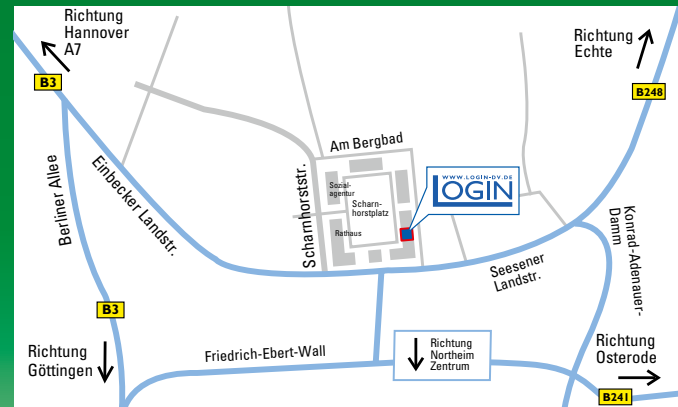 Richtung
Hannover
A7
B3
Richtung
Echte
B248
Am Bergbad
Scharnhorststr.
Sozial-
agentur
Scharn-
horstplatz
Rathaus
WWW.LOGIN-DV.DE
LOGIN
Berliner Allee
Einbecker Landstr.
Seesener
Landstr.
Konrad-Adenauer-
Damm
B3
Richtung
Göttingen
Friedrich-Ebert-Wall
Richtung
Northeim
Zentrum
Richtung
Osterode
B241